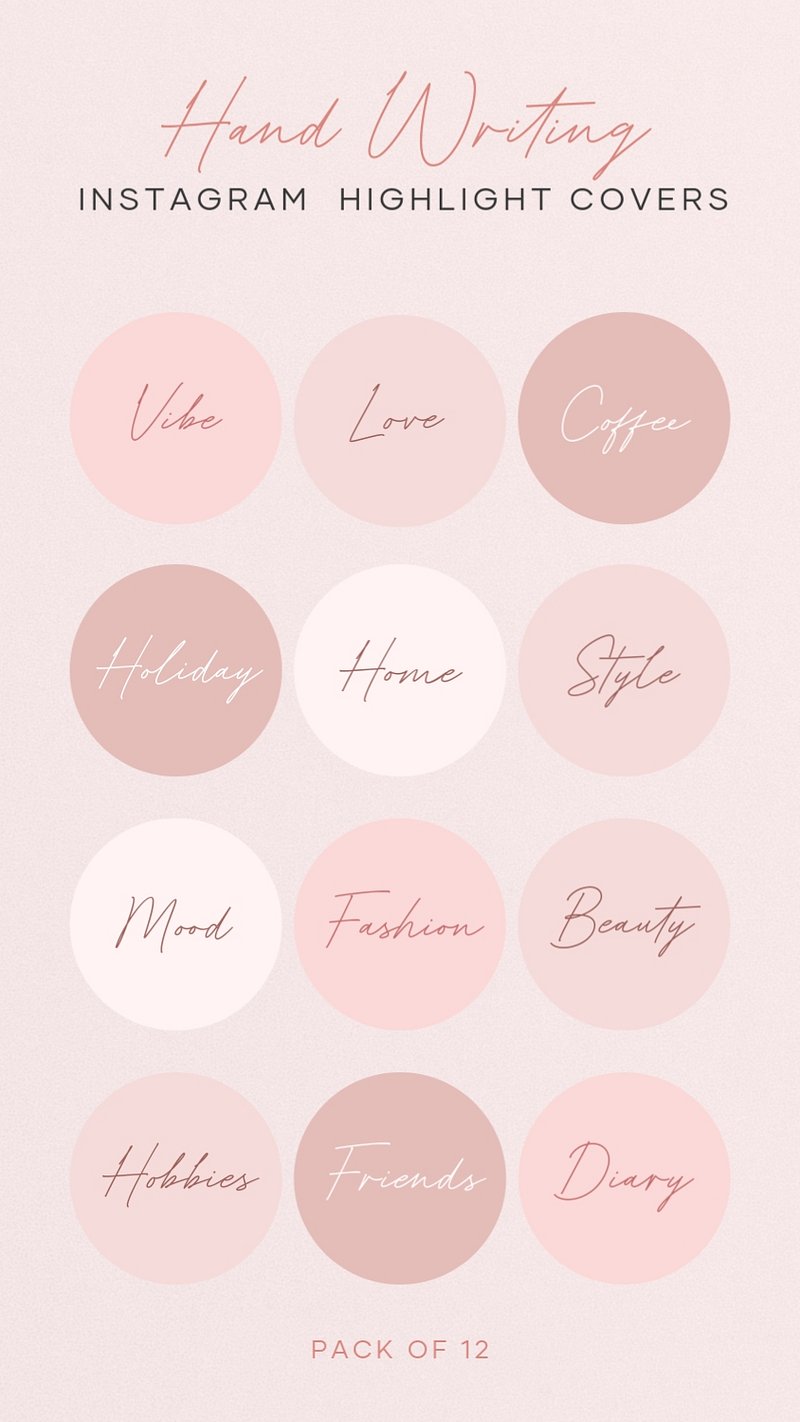 Hand Writing
INSTAGRAM HIGHLIGHT COVERS
Vibe
Love
Coffee
Holiday
Home
Style
Mood
Fashion
Beauty
Hobbies
Friends
Diary
PACK OF 12